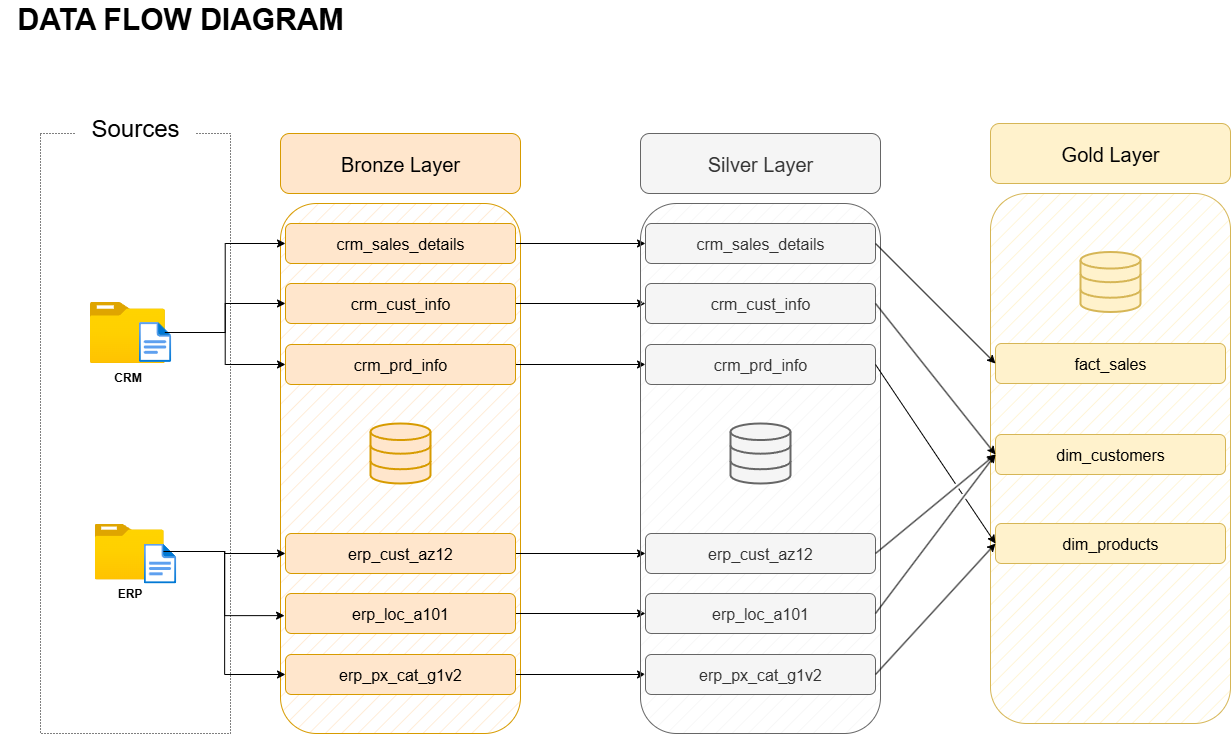 DATA FLOW DIAGRAM
Sources
Bronze Layer
Silver Layer
Gold Layer
crm_sales_details
crm_sales_details
crm_cust_info
crm_cust_info
crm_prd_info
crm_prd_info
fact_sales
CRM
dim_customers
erp_cust_az12
erp_cust_az12
dim_products
ERP
erp_loc_a101
erp_loc_a101
erp_px_cat_g1v2
erp_px_cat_g1v2